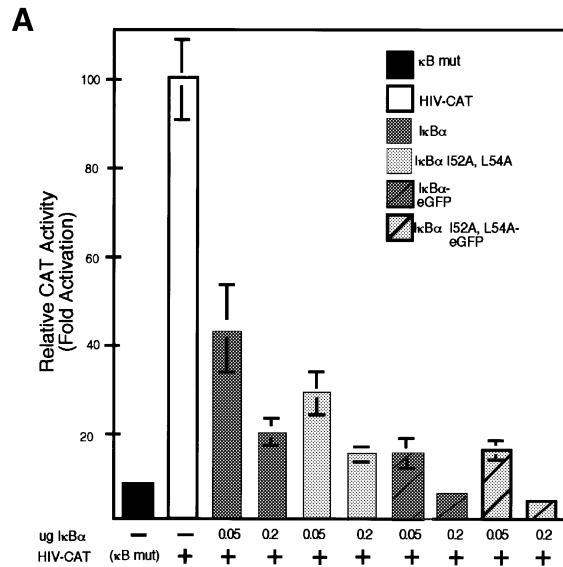 A
Relative CAT Activity
(Fold Activation)
100
80
60
40
20
κB mut
HIV-CAT
IκBα
IκBα I52A, L54A
IκBα-
eGFP
IκBα I52A, L54A-
eGFP
ug IκBα − − 0.05 0.2 0.05 0.2 0.05 0.2 0.05 0.2
HIV-CAT (κB mut) + + + + + + + + +